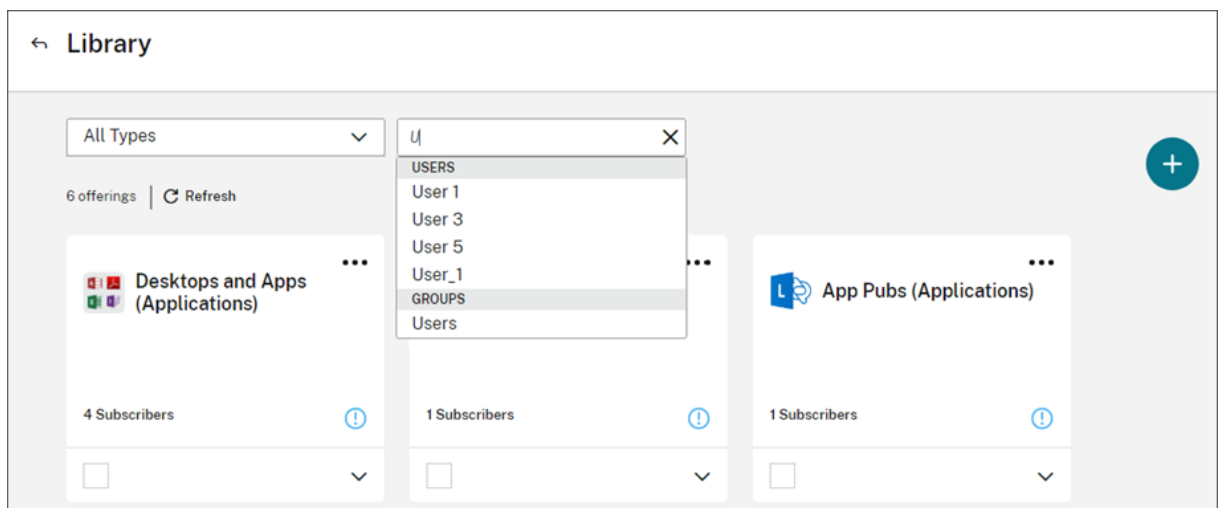 Library
All Types
U
USERS
User 1
User 3
User 5
User_1
GROUPS
Users
6 offerings
Refresh
Desktops and Apps
(Applications)
App Pubs (Applications)
4 Subscribers
1 Subscribers
1 Subscribers